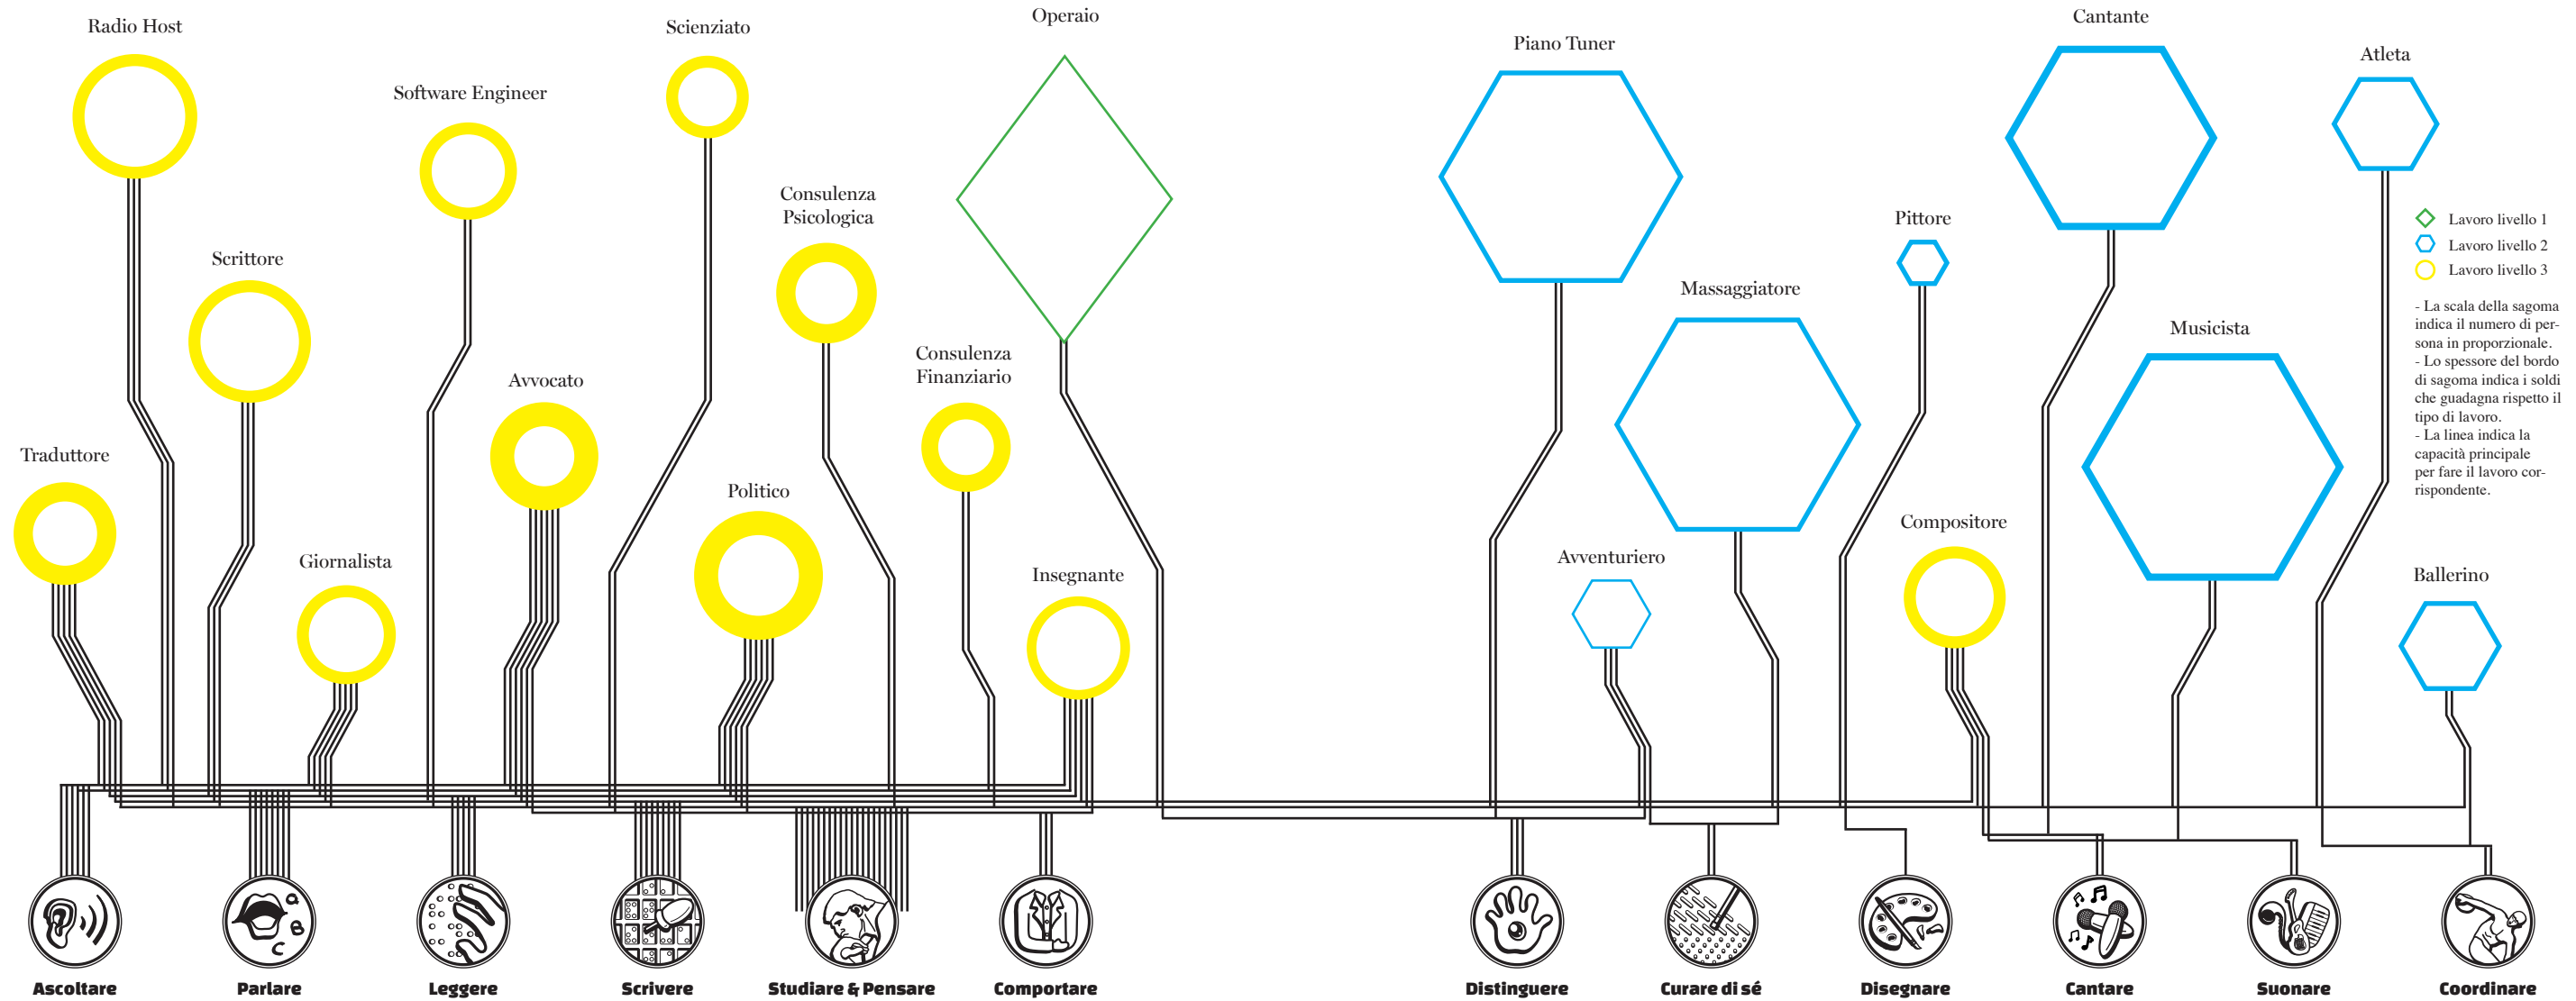 Radio Host
Scienziato
Operaio
Piano Tuner
Cantante
Atleta
Software Engineer
Consulenza
Psicologica
Pittore
Scrittore
Massaggiatore
Musicista
Consulenza
Finanziario
Avvocato
Traduttore
Politico
Giornalista
Insegnante
Avventuriero
Compositore
Ballerino
Lavoro livello 1
Lavoro livello 2
Lavoro livello 3
- La scala della sagoma
indica il numero di per-
sona in proporzionale.
- Lo spessore del bordo
di sagoma indica i soldi
che guadagna rispetto il
tipo di lavoro.
- La linea indica la
capacità principale
per fare il lavoro cor-
rispondente.
a
B
C
Ascoltare
Parlare
Leggere
Scrivere
Studiare & Pensare
Comportare
Distinguere
Curare di sé
Disegnare
Cantare
Suonare
Coordinare